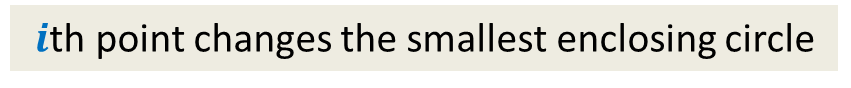 ith point changes the smallest enclosing circle